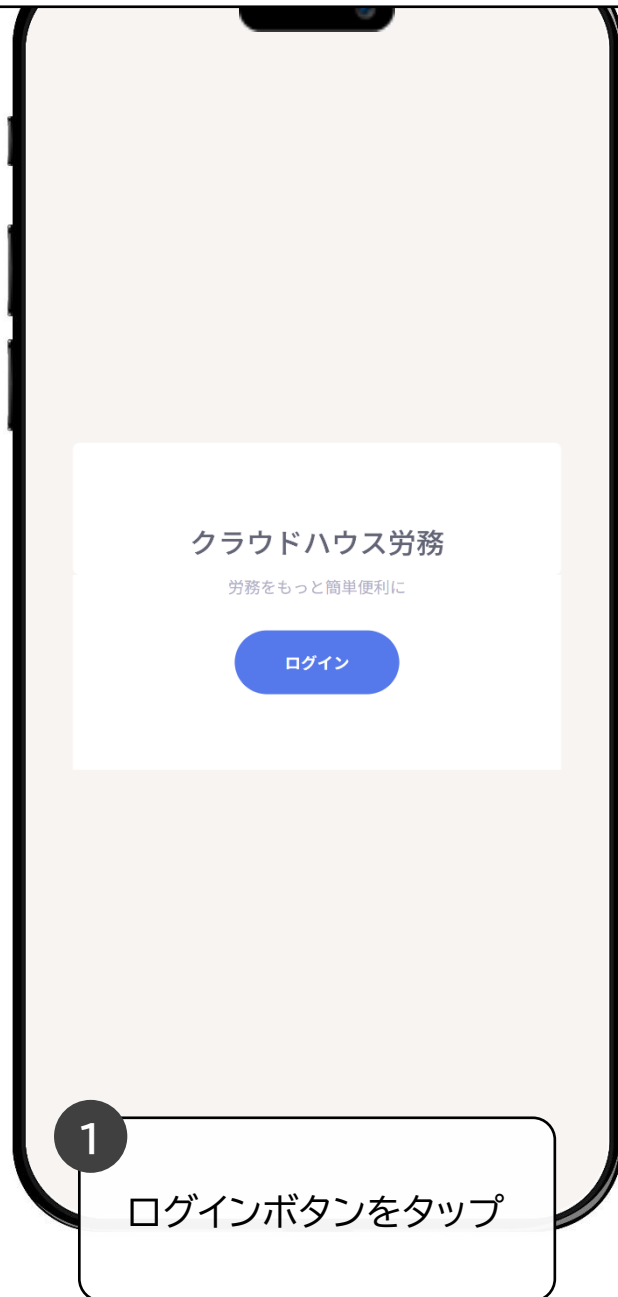 クラウドハウス労務
労務をもっと簡単便利に
ログイン
1
ログインボタンをタップ